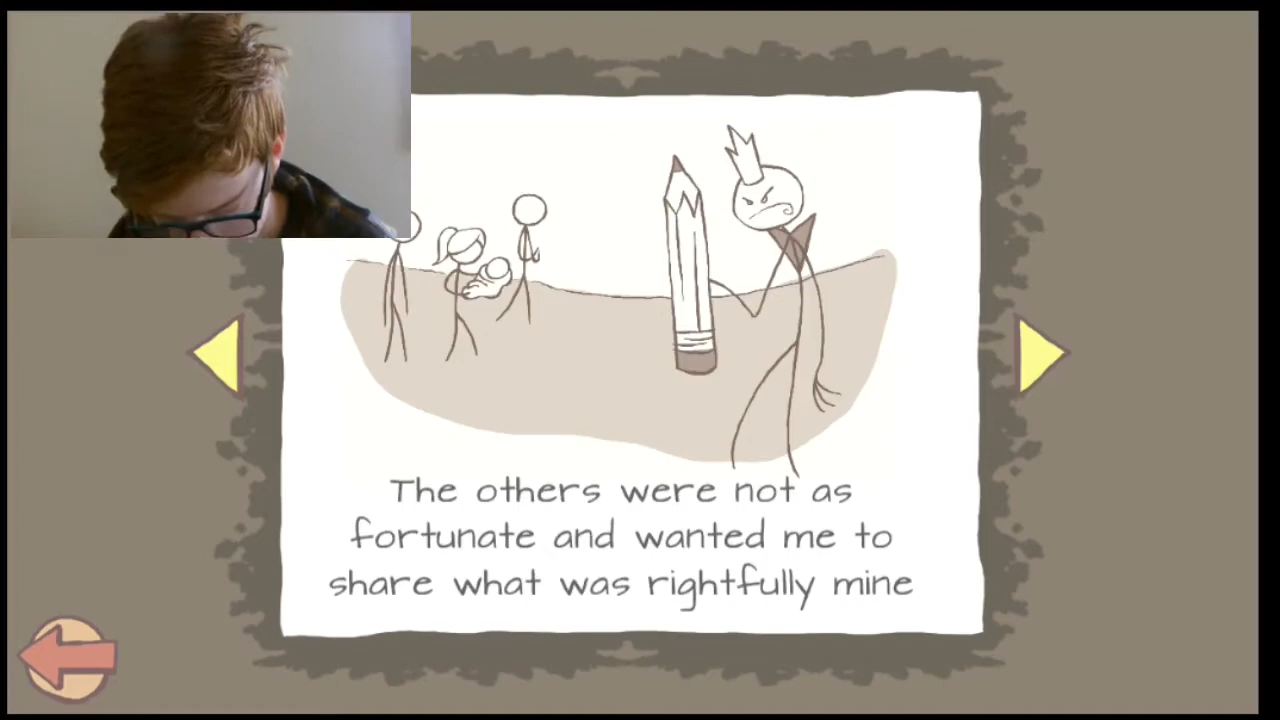 The others were not as
fortunate and wanted me to
share what was rightfully mine